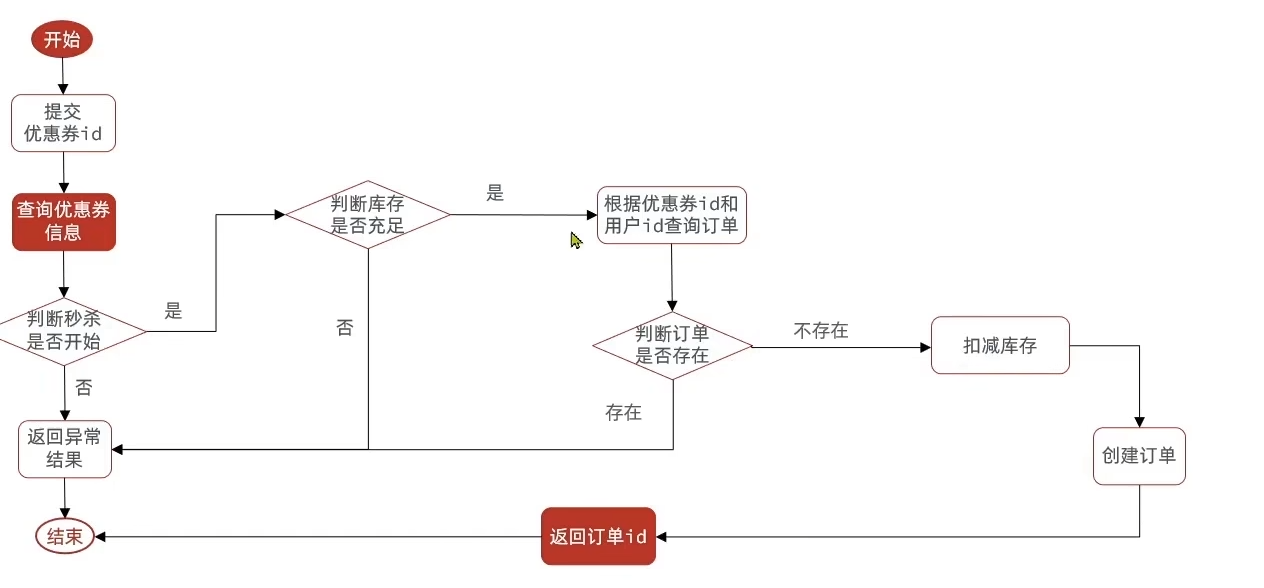 开始
提交
优惠券id
查询优惠券
信息
判断秒杀
是否开始
是
否
判断库存
是否充足
是
否
根据优惠券id和
用户id查询订单
判断订单
是否存在
不存在
存在
扣减库存
创建订单
返回异常
结果
返回订单id
结束